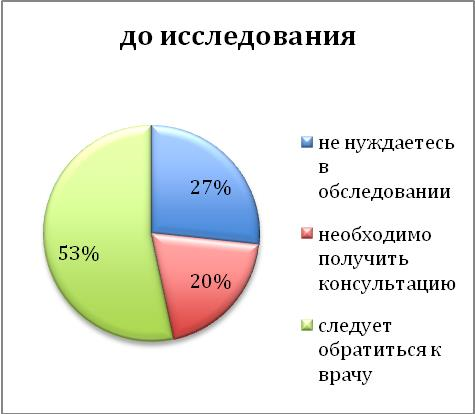 до исследования
27%
20%
53%
не нуждаетесь
в
обследовании
необходимо
получить
консультацию
следует
обратиться к
врачу